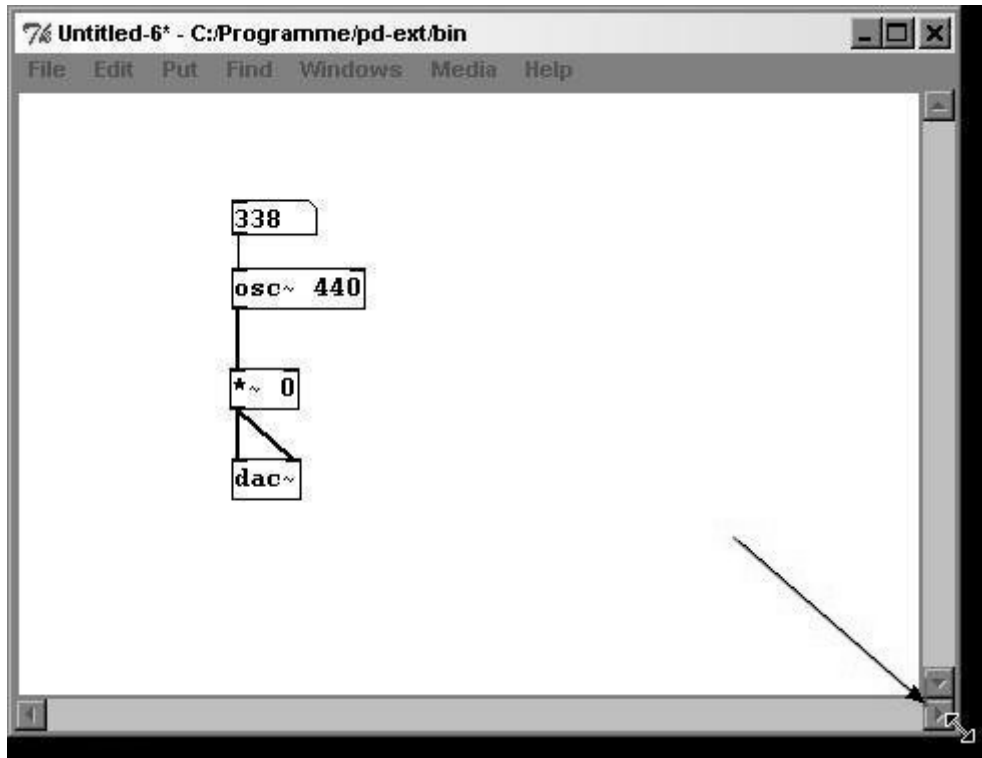 Untitled-6* - C:/Programme/pd-ext/bin
File Edit Put Find Windows Media Help
338
osc~ 440
*~ 0
dac~